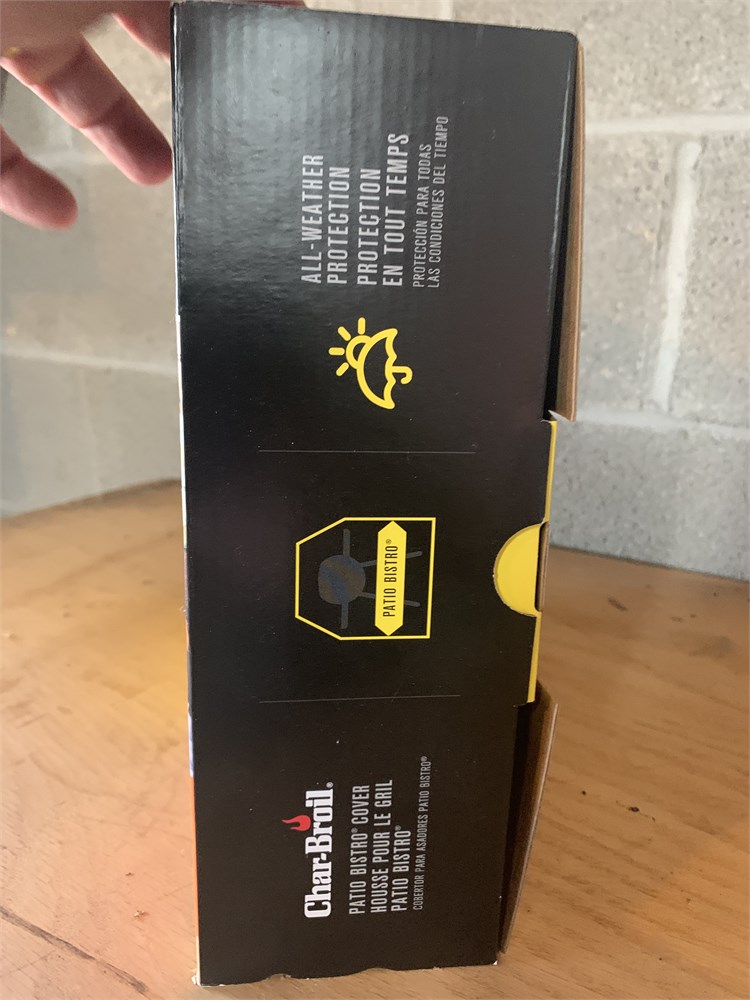 Char-Broil®
PATIO BISTRO® COVER
HOUSSE POUR LE GRIL
PATIO BISTRO®
COBERTOR PARA ASADORES PATIO BISTRO®
PATIO BISTRO®
ALL-WEATHER
PROTECTION
PROTECTION
EN TOUT TEMPS
PROTECCIÓN PARA TODAS
LAS CONDICIONES DEL TIEMPO